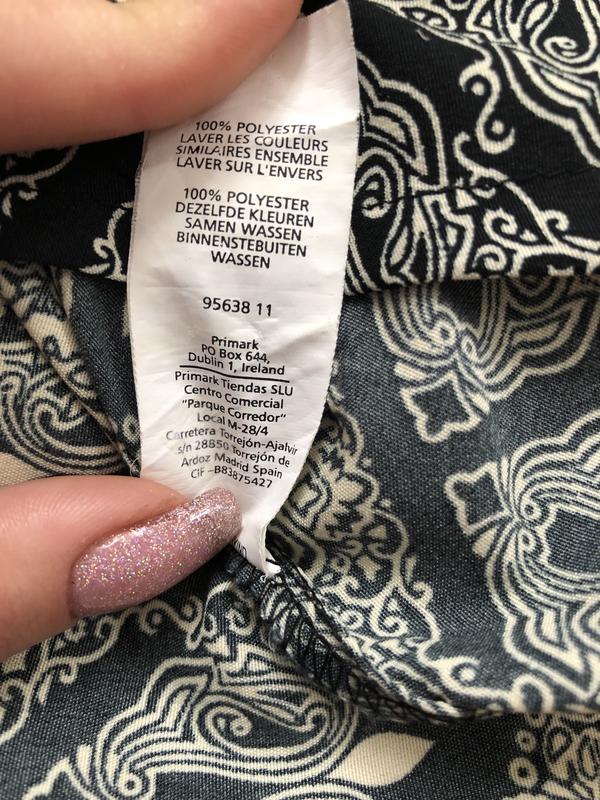 100% POLYESTER
LAVER LES COULEURS
SIMILAIRES ENSEMBLE
LAVER SUR L'ENVERS
100% POLYESTER
DEZELFDE KLEUREN
SAMEN WASSEN
BINNENSTEBUITEN
WASSEN
95638 11
Primark
PO Box 644,
Dublin 1, Ireland
Primark Tiendas SLU
Centro Comercial
"Parque Corredor"
Local M-28/4
Carretera Torrejón-Ajalvir
s/n 28850 Torrejón de
Ardoz Madrid Spain
CIF –B83875427